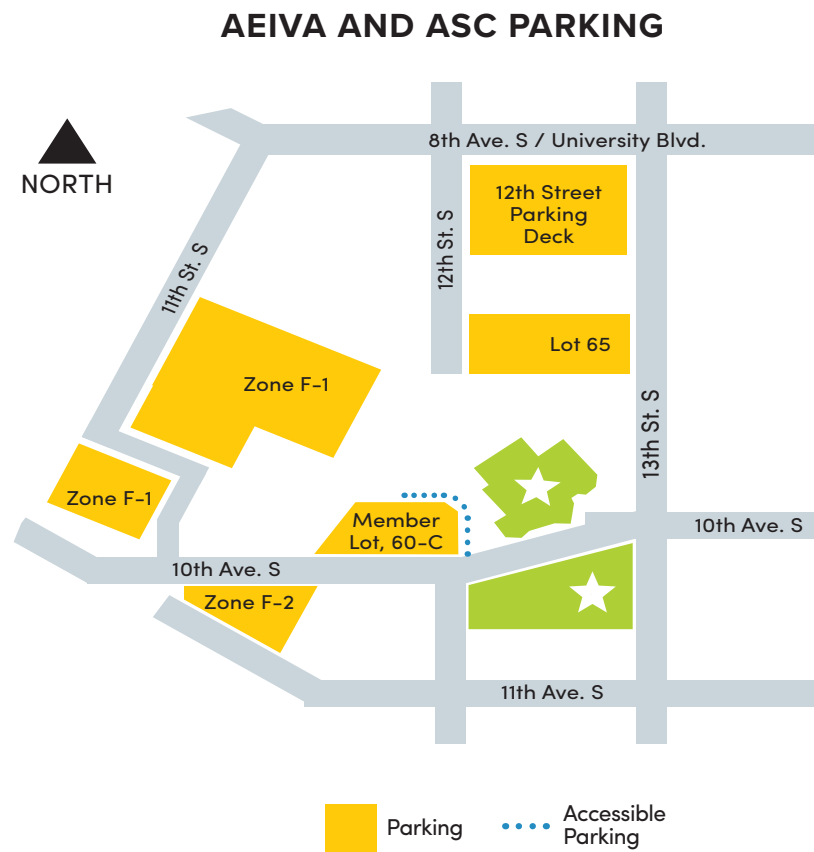 AEIVA AND ASC PARKING
NORTH
8th Ave. S / University Blvd.
12th Street
Parking
Deck
12th St. S
11th St. S
Lot 65
Zone F-1
13th St. S
Zone F-1
Member
Lot, 60-C
10th Ave. S
10th Ave. S
Zone F-2
11th Ave. S
Parking
Accessible
Parking